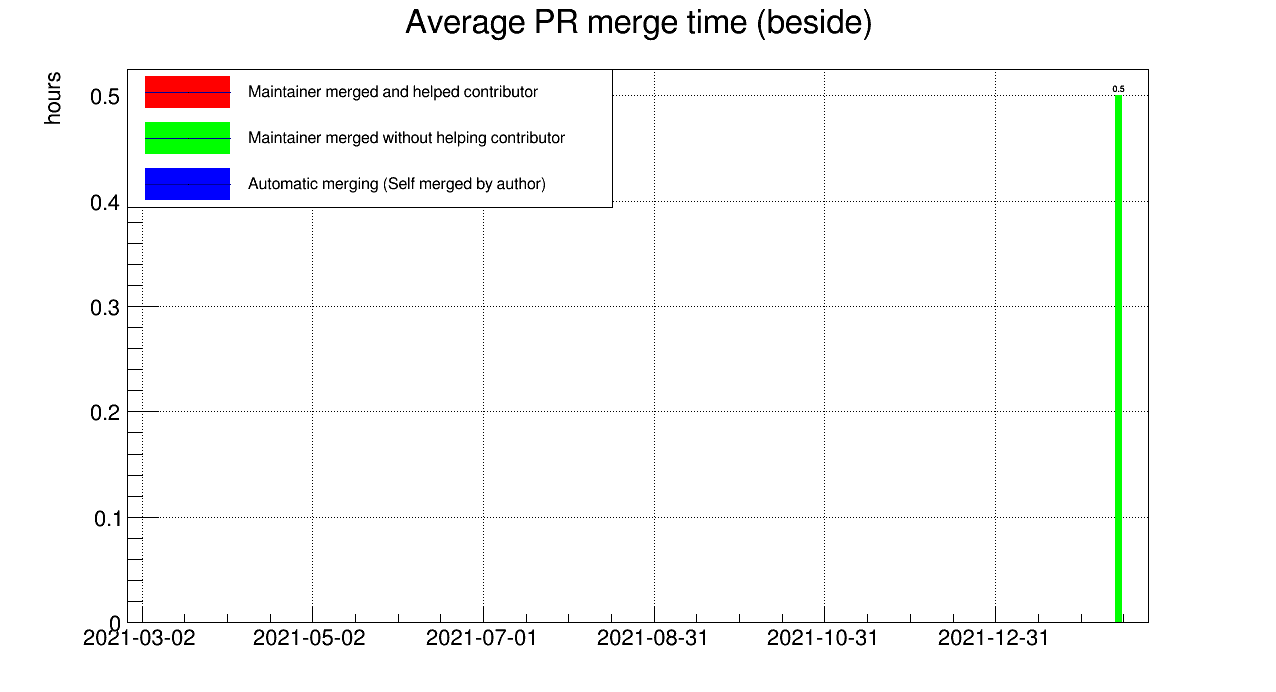 Average PR merge time (beside)
hours
Maintainer merged and helped contributor
Maintainer merged without helping contributor
Automatic merging (Self merged by author)
0.5
0.5
0.4
0.3
0.2
0.1
0
2021-03-02
2021-05-02
2021-07-01
2021-08-31
2021-10-31
2021-12-31